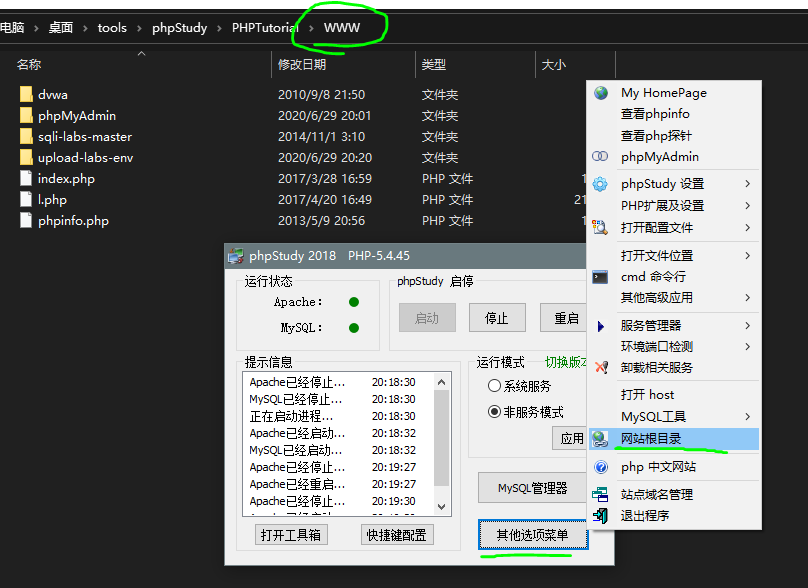 电脑 › 桌面 › tools › phpStudy › PHPTutorial › WWW
名称 修改日期 类型 大小
dvwa 2010/9/8 21:50 文件夹
phpMyAdmin 2020/6/29 20:01 文件夹
sqli-labs-master 2014/11/1 3:10 文件夹
upload-labs-env 2020/6/29 20:20 文件夹
index.php 2017/3/28 16:59 PHP 文件 1
l.php 2017/4/20 16:49 PHP 文件 21
phpinfo.php 2013/5/9 20:56 PHP 文件 1
phpStudy 2018 PHP-5.4.45
运行状态
Apache:
MySQL:
phpStudy 启停
启动 停止 重启
提示信息
Apache已经停止... 20:18:30
MySQL已经停止... 20:18:30
正在启动进程... 20:18:30
Apache已经启动... 20:18:32
MySQL已经启动... 20:18:32
Apache已经停止... 20:19:27
Apache已经重启... 20:19:27
Apache已经停止... 20:19:30
打开工具箱 快捷键配置
运行模式 切换版本
系统服务
非服务模式
应用
MySQL管理器
其他选项菜单
My HomePage
查看phpinfo
查看php探针
phpMyAdmin
phpStudy 设置
PHP扩展及设置
打开配置文件
打开文件位置
cmd 命令行
其他高级应用
服务管理器
环境端口检测
卸载相关服务
打开 host
MySQL工具
网站根目录
php 中文网站
站点域名管理
退出程序